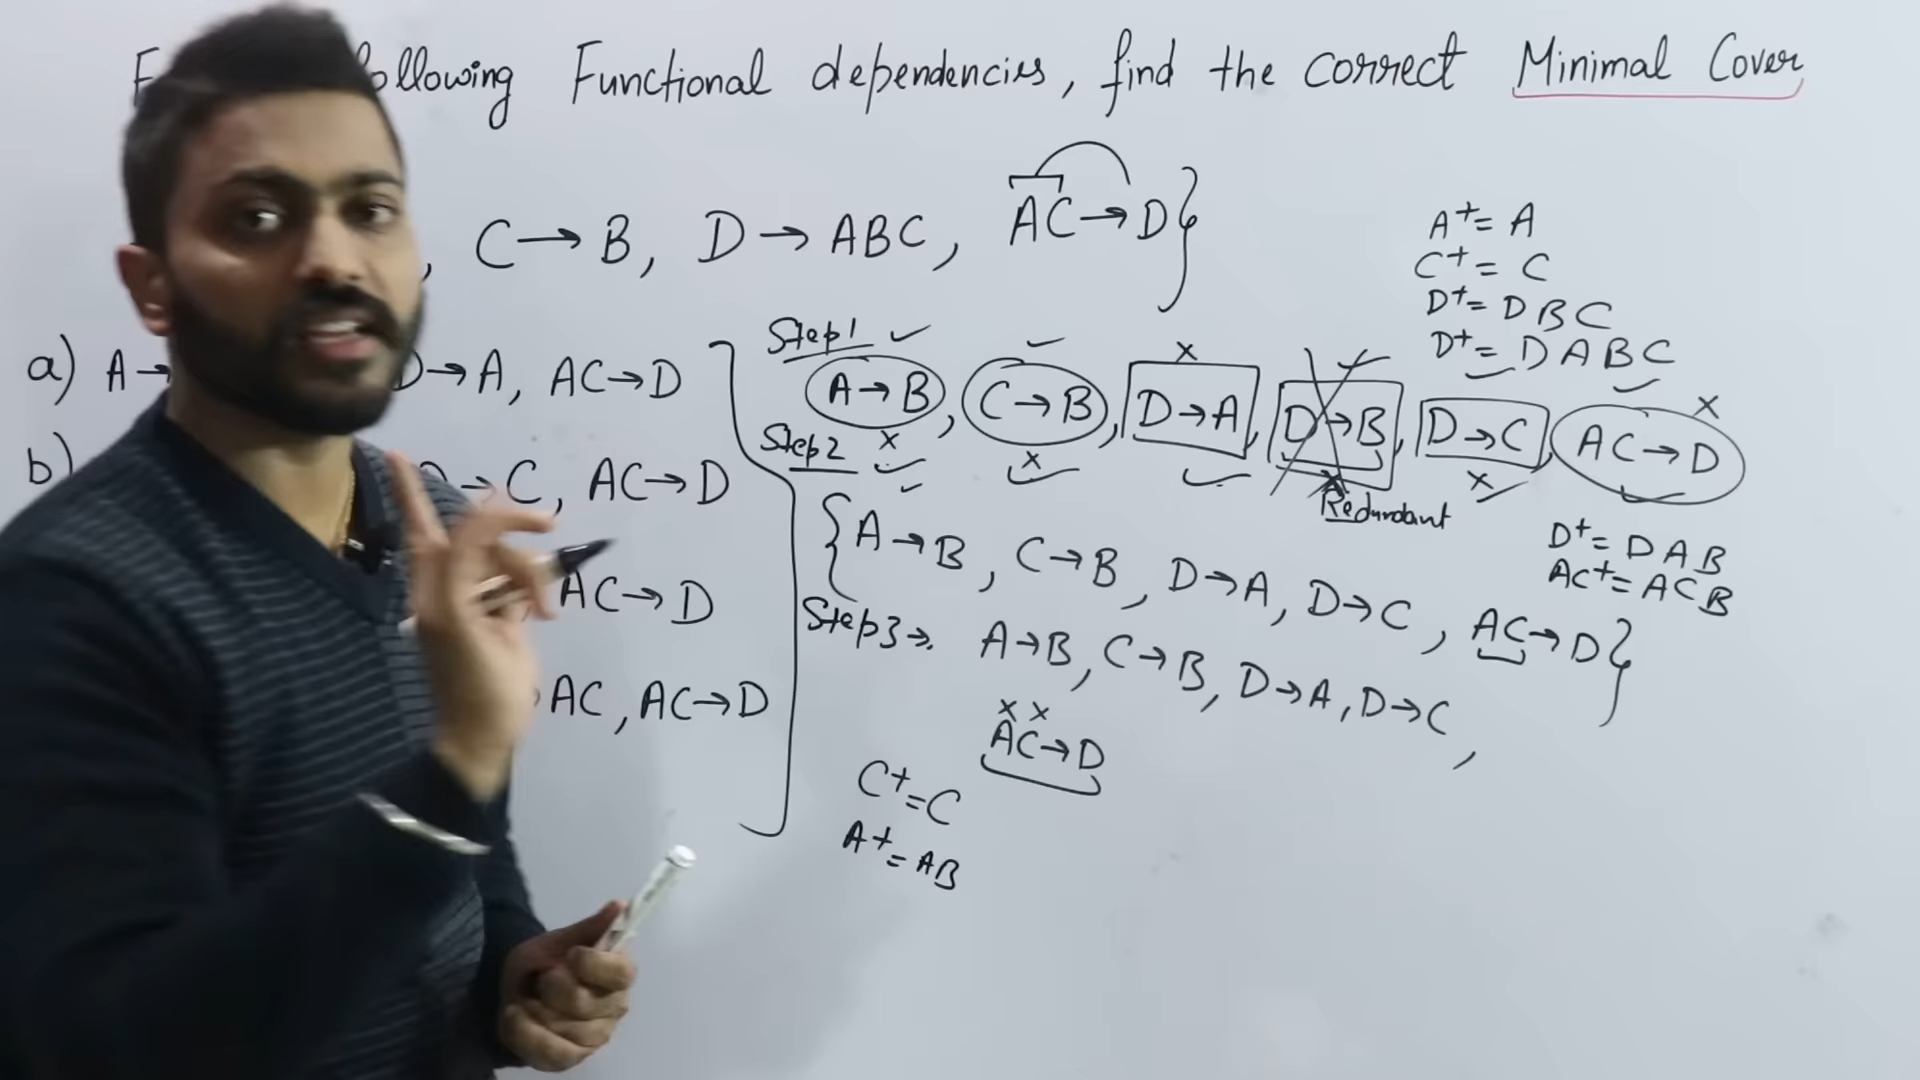 Following Functional dependencies, find the correct Minimal Cover
, C → B, D → ABC, AC → D}
A⁺ = A
C⁺ = C
D⁺ = DBC
D⁺ = DABC
a) A → D → A, AC → D
b) D → C, AC → D
AC → D
AC, AC → D
Step1 ✓
A → B, C → B, D → A, D → B, D → C, AC → D
Step2
Redundant
{A → B, C → B, D → A, D → C, AC → D}
D⁺ = DAB
AC⁺ = ACB
Step3 → A → B, C → B, D → A, D → C,
x x
AC → D
C⁺ = C
A⁺ = AB